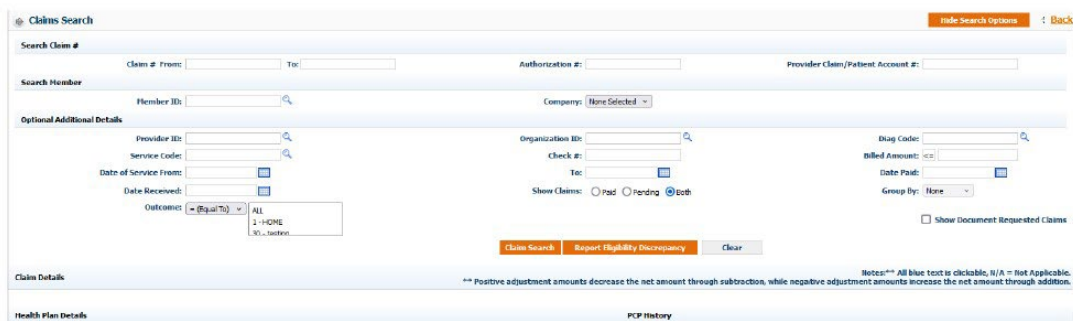 Claims Search Hide Search Options Back
Search Claim #
Claim # From: To: Authorization #: Provider Claim/Patient Account #:
Search Member
Member ID: Company: None Selected
Optional Additional Details
Provider ID: Organization ID: Diag Code:
Service Code: Check #: Billed Amount: <=
Date of Service From: To: Date Paid:
Date Received: Show Claims: Paid Pending Both Group By: None
Outcome: = (Equal To) ALL
1 - HOME
30 - testing
Show Document Requested Claims
Claim Search Report Eligibility Discrepancy Clear
Claim Details
Notes:** All blue text is clickable, N/A = Not Applicable.
** Positive adjustment amounts decrease the net amount through subtraction, while negative adjustment amounts increase the net amount through addition.
Health Plan Details PCP History